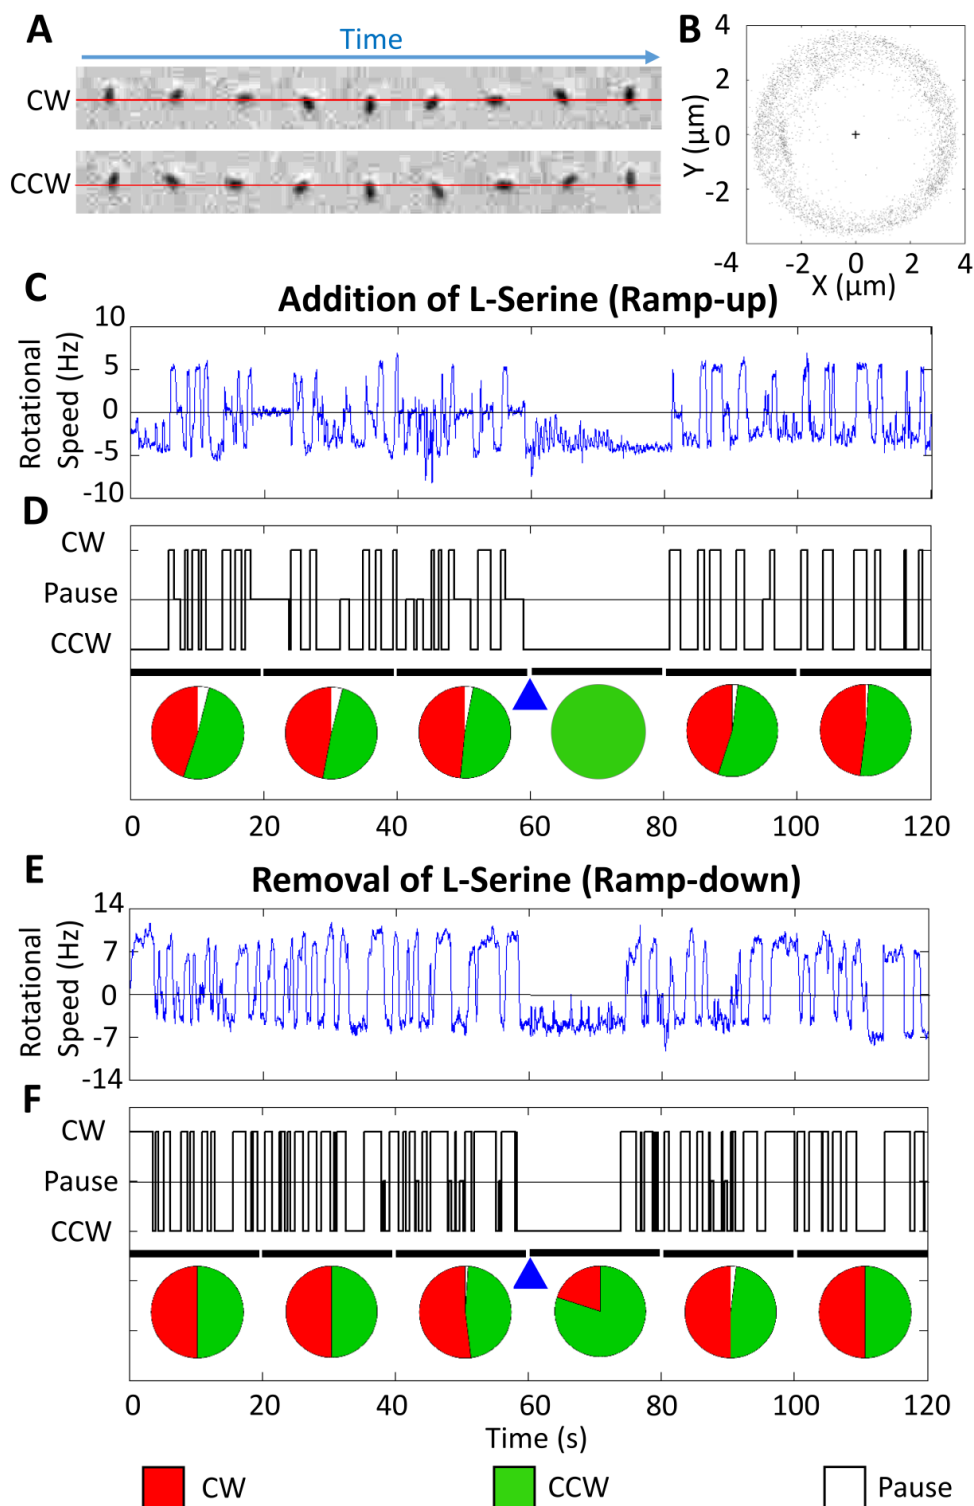 A
Time
CW
CCW
B
4
2
0
-2
-4
-2
0
2
4
Y (µm)
X (µm)
C
Addition of L-Serine (Ramp-up)
10
5
0
-5
-10
Rotational
Speed (Hz)
D
CW
Pause
CCW
0
20
40
60
80
100
120
E
Removal of L-Serine (Ramp-down)
14
7
0
-7
-14
Rotational
Speed (Hz)
F
CW
Pause
CCW
0
20
40
60
80
100
120
Time (s)
CW
CCW
Pause